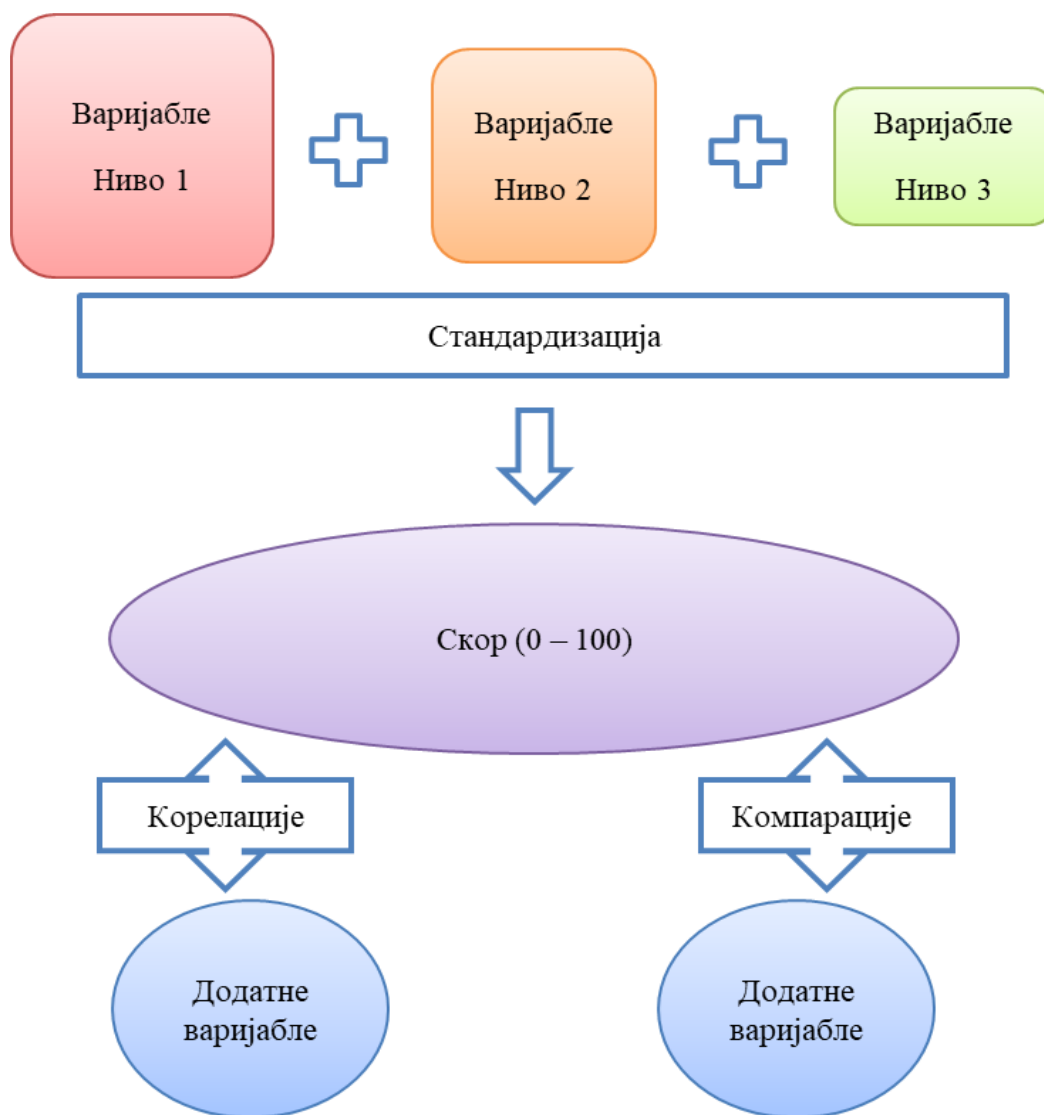 Варијабле
Ниво 1
Варијабле
Ниво 2
Варијабле
Ниво 3
Стандардизација
Скор (0 – 100)
Корелације
Компарације
Додатне
варијабле
Додатне
варијабле